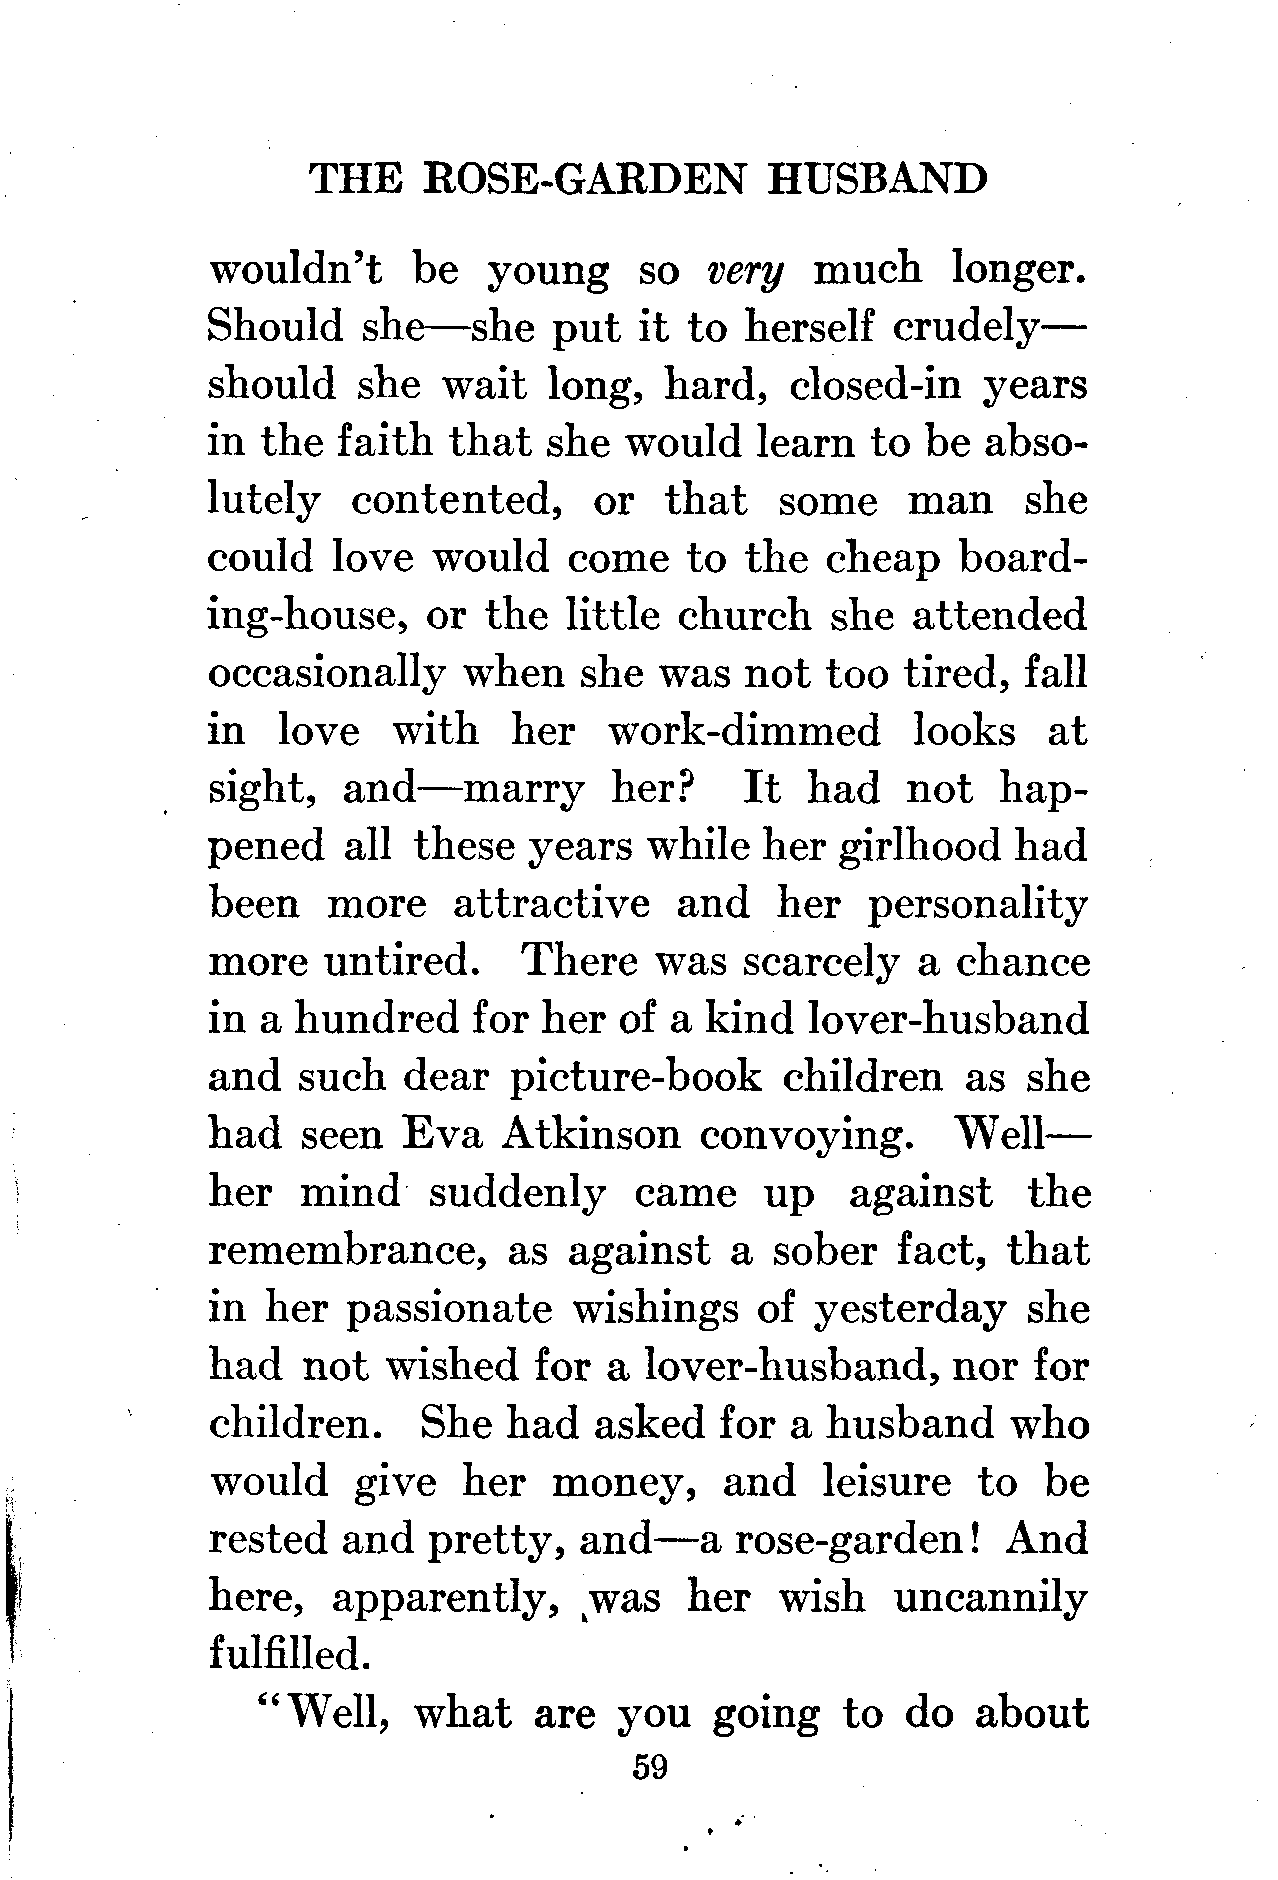 THE ROSE-GARDEN HUSBAND
wouldn't be young so very much longer.
Should she—she put it to herself crudely—
should she wait long, hard, closed-in years
in the faith that she would learn to be abso-
lutely contented, or that some man she
could love would come to the cheap board-
ing-house, or the little church she attended
occasionally when she was not too tired, fall
in love with her work-dimmed looks at
sight, and—marry her? It had not hap-
pened all these years while her girlhood had
been more attractive and her personality
more untired. There was scarcely a chance
in a hundred for her of a kind lover-husband
and such dear picture-book children as she
had seen Eva Atkinson convoying. Well—
her mind suddenly came up against the
remembrance, as against a sober fact, that
in her passionate wishings of yesterday she
had not wished for a lover-husband, nor for
children. She had asked for a husband who
would give her money, and leisure to be
rested and pretty, and—a rose-garden! And
here, apparently, was her wish uncannily
fulfilled.
"Well, what are you going to do about
59